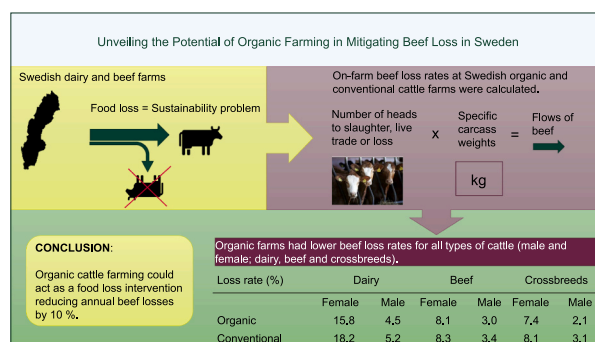 Unveiling the Potential of Organic Farming in Mitigating Beef Loss in Sweden
Swedish dairy and beef farms
Food loss = Sustainability problem
On-farm beef loss rates at Swedish organic and
conventional cattle farms were calculated.
Number of heads
to slaughter, live
trade or loss
x
Specific
carcass
weights
=
Flows of
beef
kg
CONCLUSION:
Organic cattle farming could
act as a food loss intervention
reducing annual beef losses
by 10 %.
Organic farms had lower beef loss rates for all types of cattle (male and
female; dairy, beef and crossbreeds).
Loss rate (%) Dairy Beef Crossbreeds
Female Male Female Male Female Male
Organic 15.8 4.5 8.1 3.0 7.4 2.1
Conventional 18.2 5.2 8.3 3.4 8.1 3.1